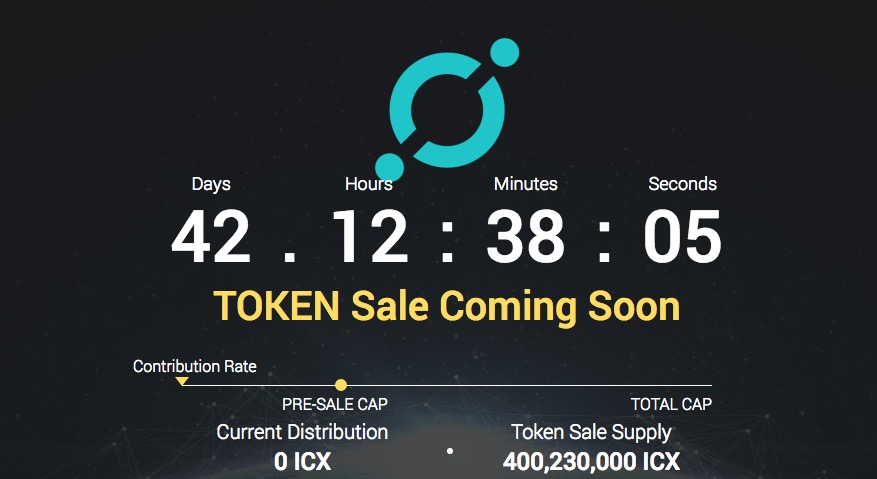 Days Hours Minutes Seconds
42 . 12 : 38 : 05
TOKEN Sale Coming Soon
Contribution Rate
PRE-SALE CAP TOTAL CAP
Current Distribution Token Sale Supply
0 ICX 400,230,000 ICX